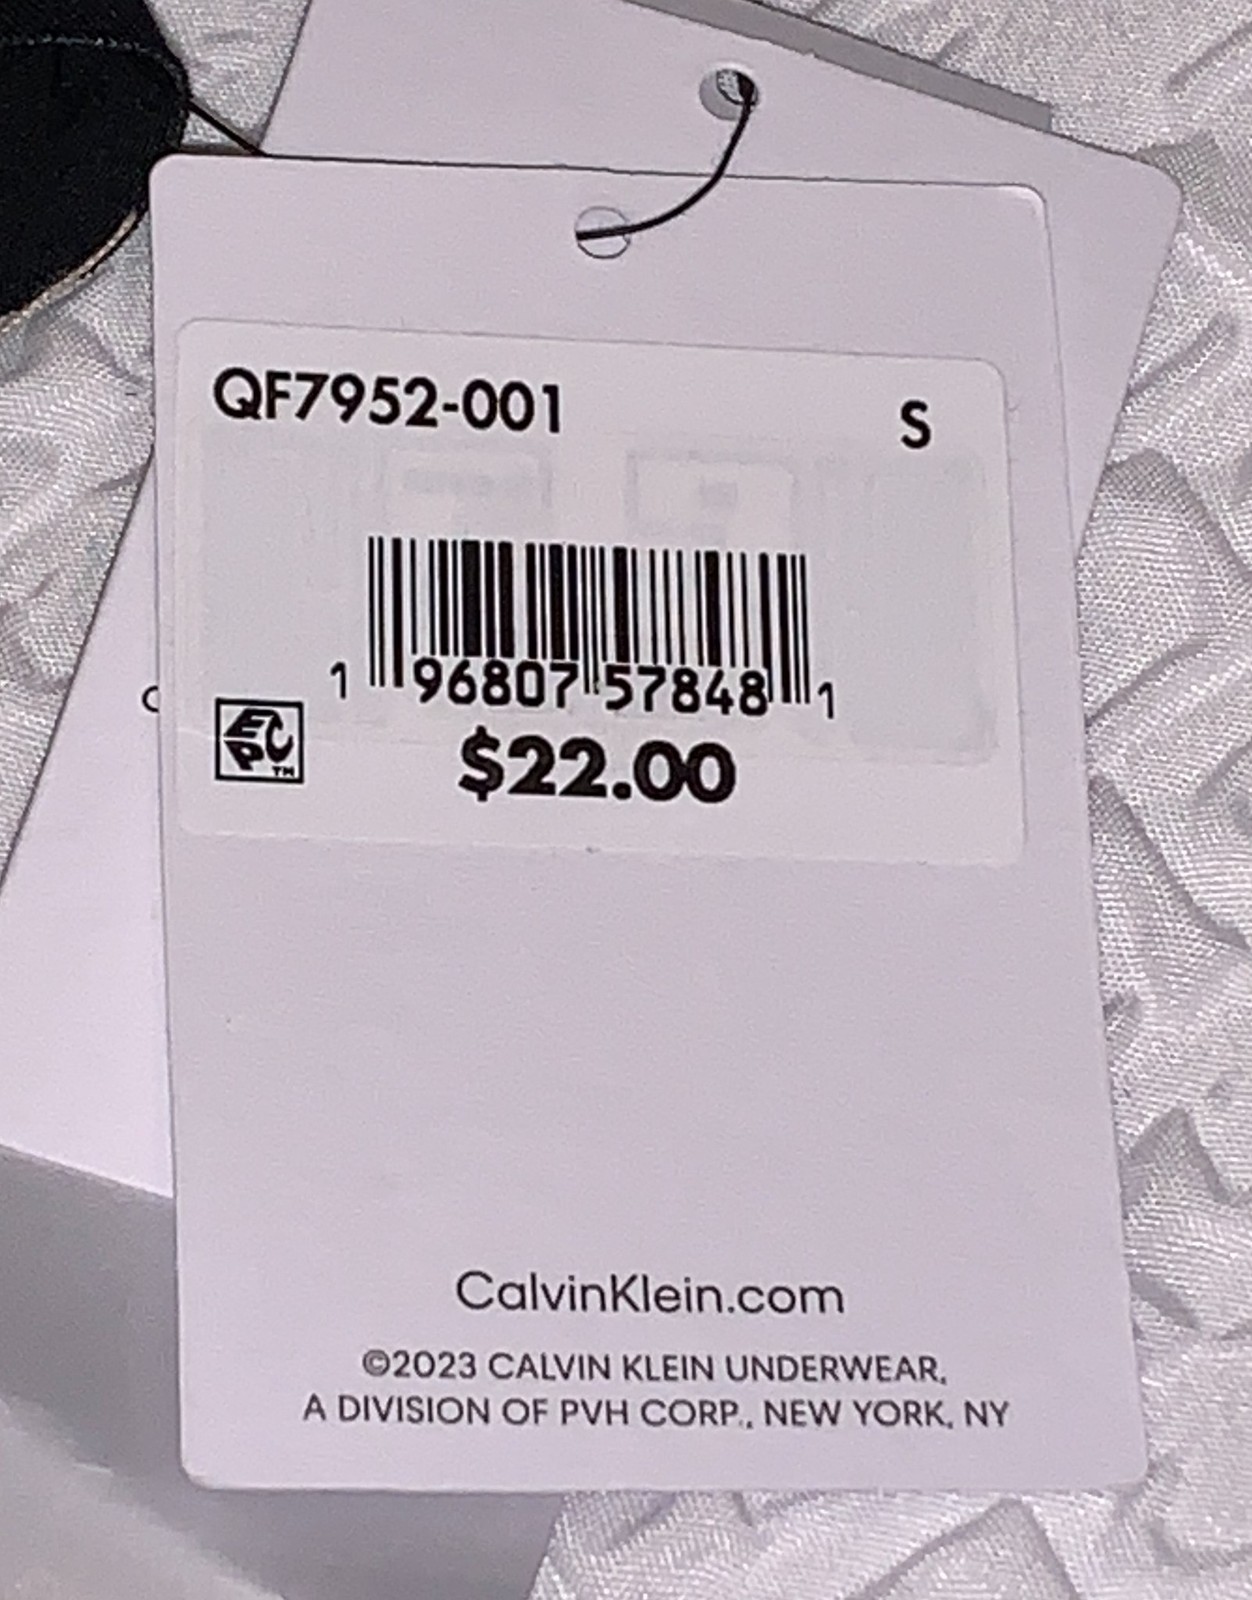 QF7952-001 S
1 96807 57848 1
EPC™
$22.00
CalvinKlein.com
©2023 CALVIN KLEIN UNDERWEAR,
A DIVISION OF PVH CORP., NEW YORK, NY